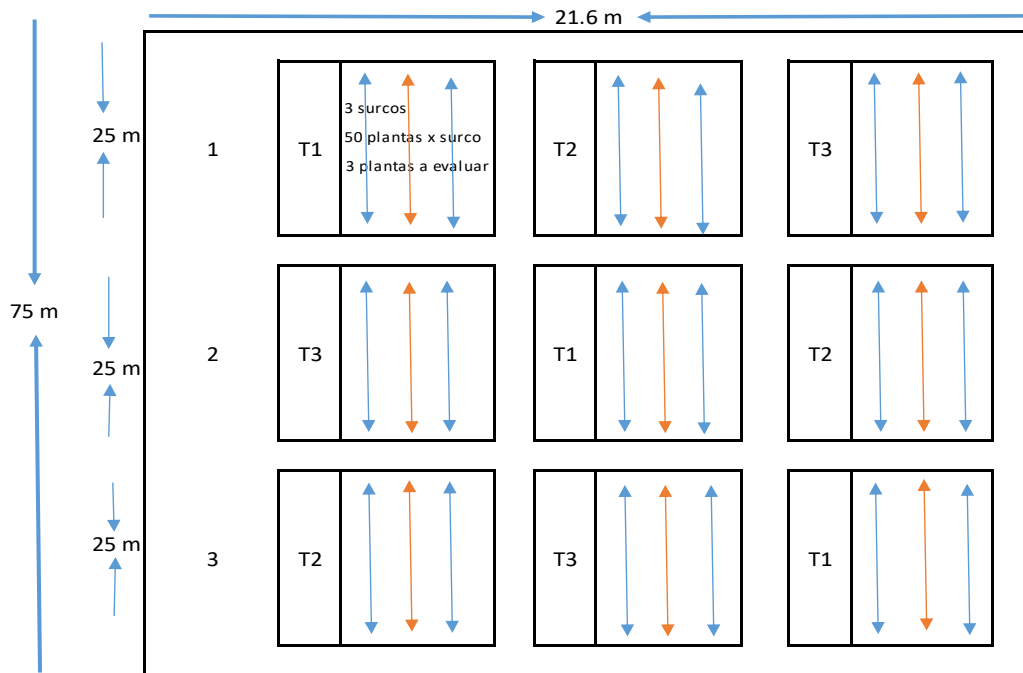 21.6 m
3 surcos
50 plantas x surco
3 plantas a evaluar
25 m
1
T1
T2
T3
75 m
25 m
2
T3
T1
T2
25 m
3
T2
T3
T1